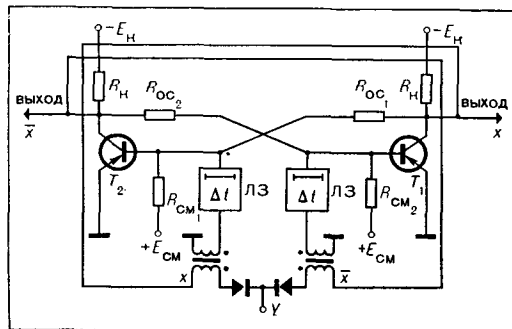 −Eн
−Eн
Rн
Rос₂
Rос₁
Rн
выход
x̅
выход
x
T₂
T₁
Rсм₁
Δt
ЛЗ
Δt
ЛЗ
Rсм₂
+Eсм
+Eсм
x
x̅
Y